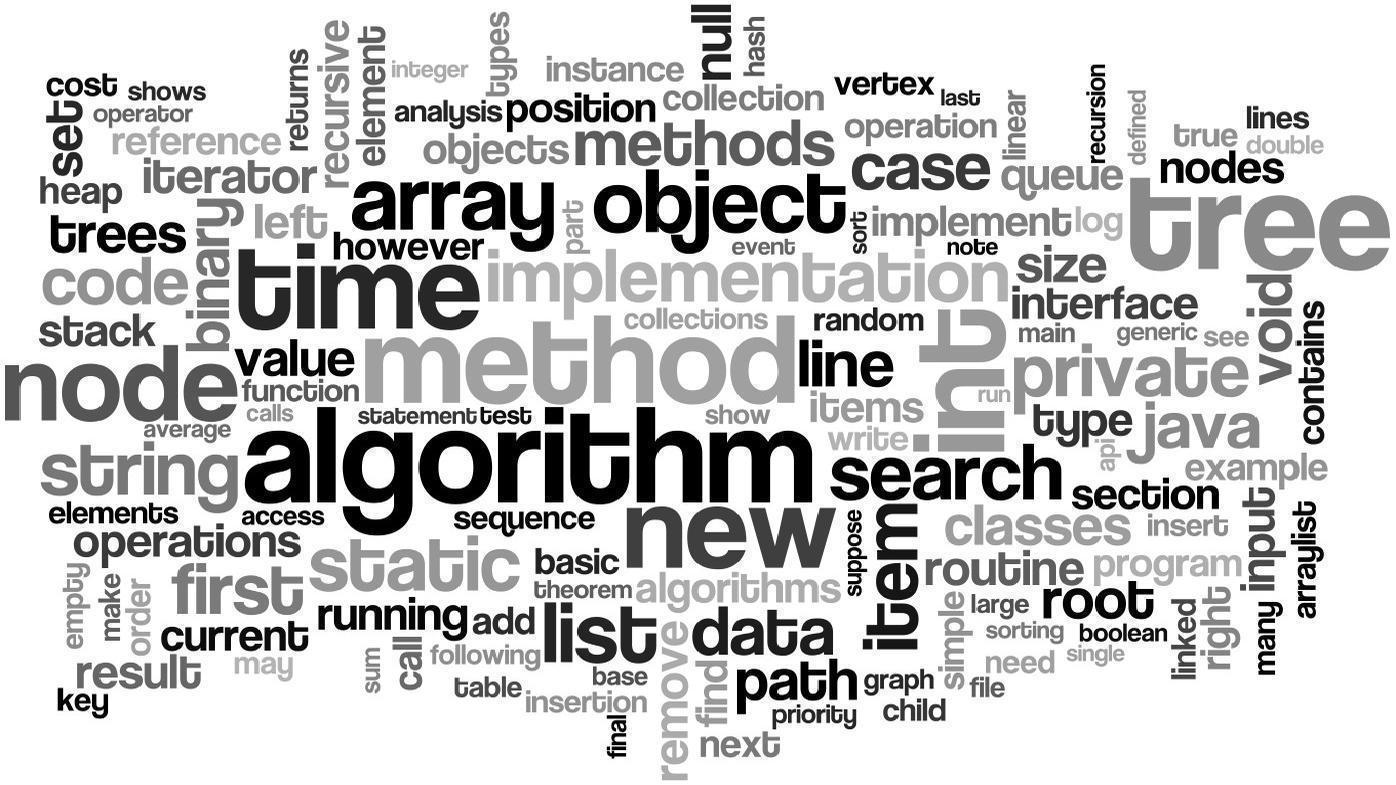 null
hash
types
recursive
element
integer
instance
returns
cost
shows
set
operator
analysis
position
collection
vertex
last
recursion
linear
defined
lines
true
double
reference
objects
methods
operation
case
queue
nodes
heap
iterator
array
object
tree
trees
binary
left
part
sort
implement
log
however
event
note
code
time
implementation
size
interface
void
stack
collections
random
main
generic
see
contains
node
value
method
line
int
private
function
run
calls
statement
test
show
items
type
java
average
write
api
string
algorithm
search
example
section
elements
access
sequence
new
item
suppose
classes
insert
input
arraylist
operations
static
basic
routine
program
empty
make
order
first
theorem
algorithms
simple
large
root
running
add
list
data
current
sorting
boolean
linked
right
many
result
may
sum
call
following
remove
find
need
single
key
table
base
insertion
path
graph
file
priority
child
final
next